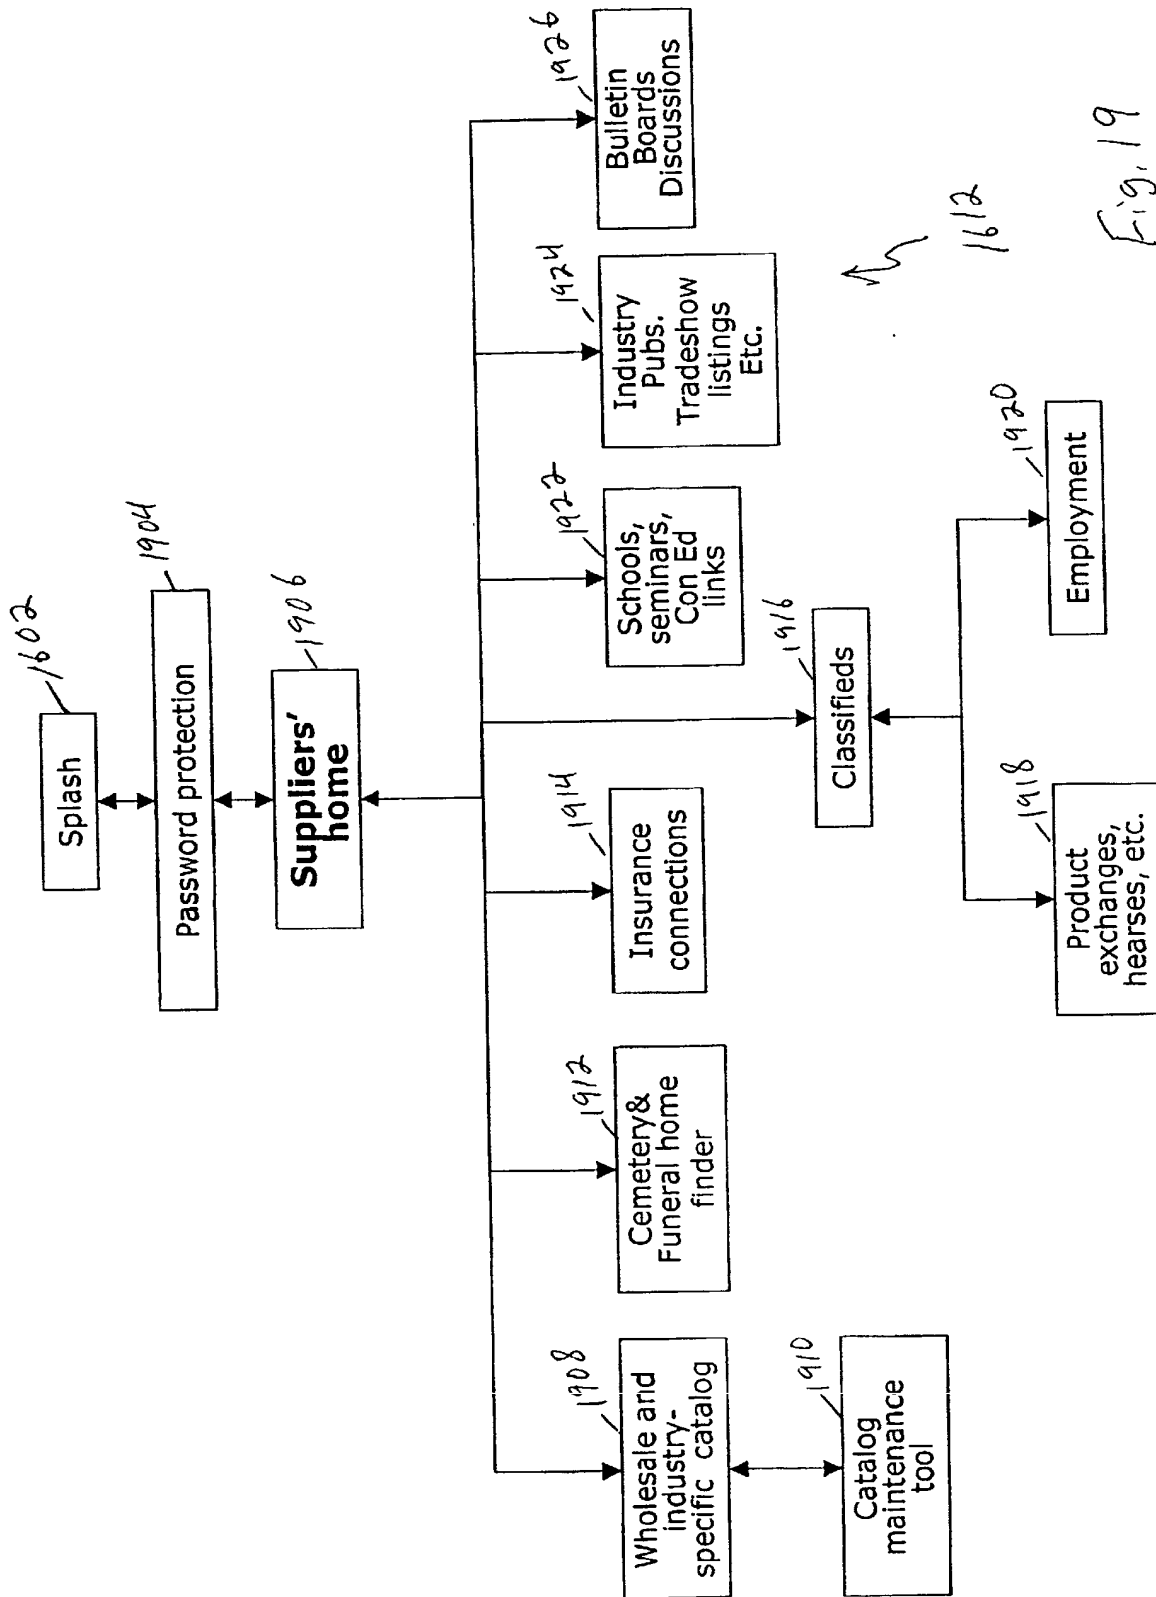 Splash
1602
Password protection
1904
Suppliers'
home
1906
Wholesale and
industry-
specific catalog
1908
Catalog
maintenance
tool
1910
Cemetery&
Funeral home
finder
1912
Insurance
connections
1914
Classifieds
1916
Product
exchanges,
hearses, etc.
1918
Employment
1920
Schools,
seminars,
Con Ed
links
1922
Industry
Pubs.
Tradeshow
listings
Etc.
1924
Bulletin
Boards
Discussions
1926
1612
Fig. 19